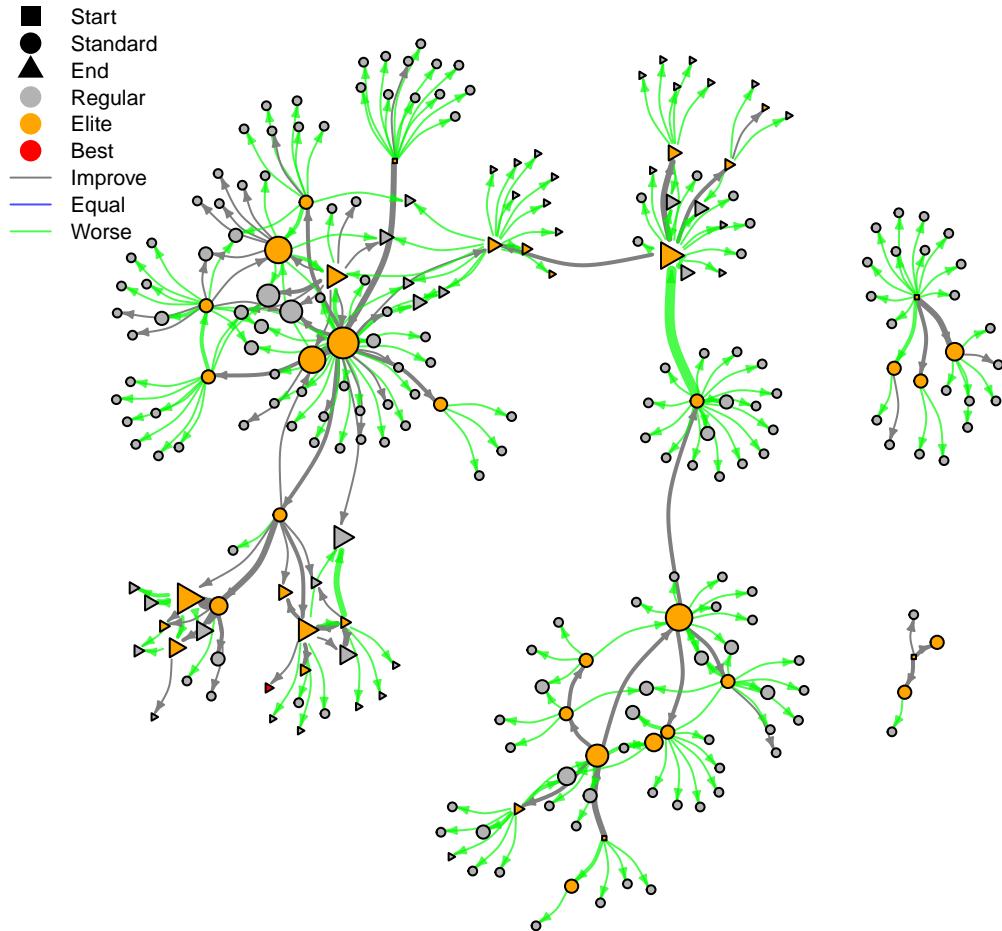 Start
Standard
End
Regular
Elite
Best
Improve
Equal
Worse